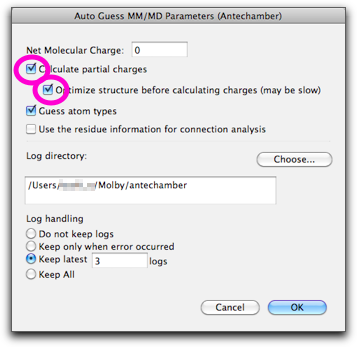 Auto Guess MM/MD Parameters (Antechamber)
Net Molecular Charge: 0
Calculate partial charges
Optimize structure before calculating charges (may be slow)
Guess atom types
Use the residue information for connection analysis
Log directory:
Choose...
/Users/ /Molby/antechamber
Log handling
Do not keep logs
Keep only when error occurred
Keep latest 3 logs
Keep All
Cancel
OK